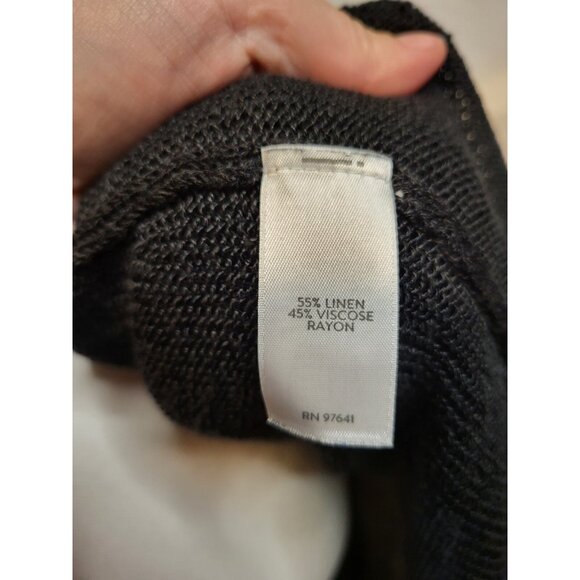 55% LINEN
45% VISCOSE
RAYON
RN 97641